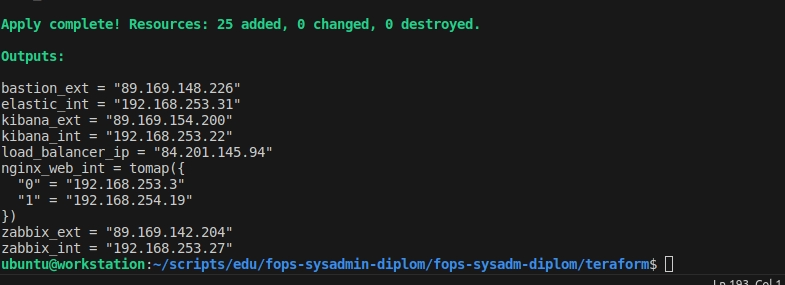 Apply complete! Resources: 25 added, 0 changed, 0 destroyed.
Outputs:
bastion_ext = "89.169.148.226"
elastic_int = "192.168.253.31"
kibana_ext = "89.169.154.200"
kibana_int = "192.168.253.22"
load_balancer_ip = "84.201.145.94"
nginx_web_int = tomap({
  "0" = "192.168.253.3"
  "1" = "192.168.254.19"
})
zabbix_ext = "89.169.142.204"
zabbix_int = "192.168.253.27"
ubuntu@workstation:~/scripts/edu/fops-sysadmin-diplom/fops-sysadm-diplom/teraform$
Ln 193, Col 1